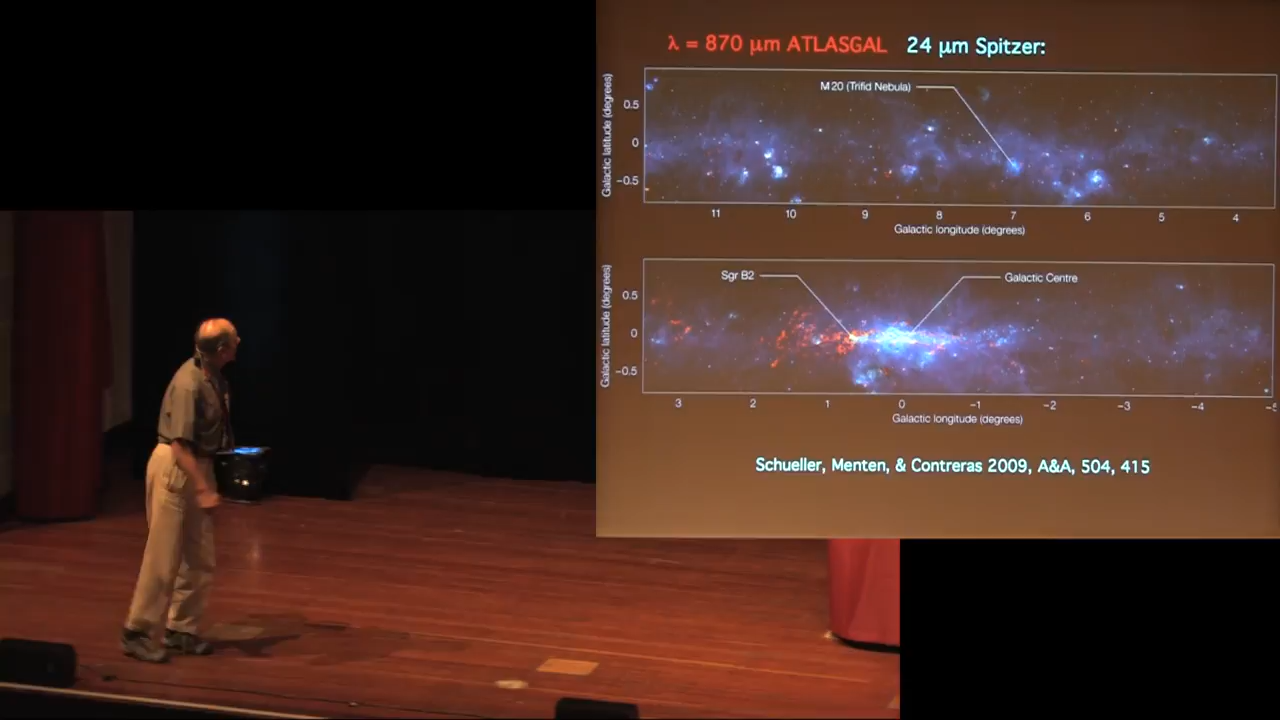 λ = 870 μm ATLASGAL 24 μm Spitzer:
M 20 (Trifid Nebula)
Galactic latitude (degrees)
0.5
0
−0.5
11 10 9 8 7 6 5 4
Galactic longitude (degrees)
Sgr B2
Galactic Centre
Galactic latitude (degrees)
0.5
0
−0.5
3 2 1 0 −1 −2 −3 −4 −5
Galactic longitude (degrees)
Schueller, Menten, & Contreras 2009, A&A, 504, 415